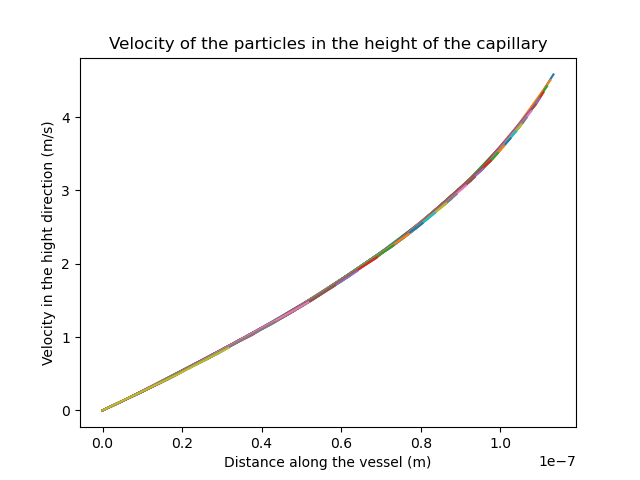 Velocity of the particles in the height of the capillary
Velocity in the hight direction (m/s)
4
3
2
1
0
0.0 0.2 0.4 0.6 0.8 1.0
1e−7
Distance along the vessel (m)